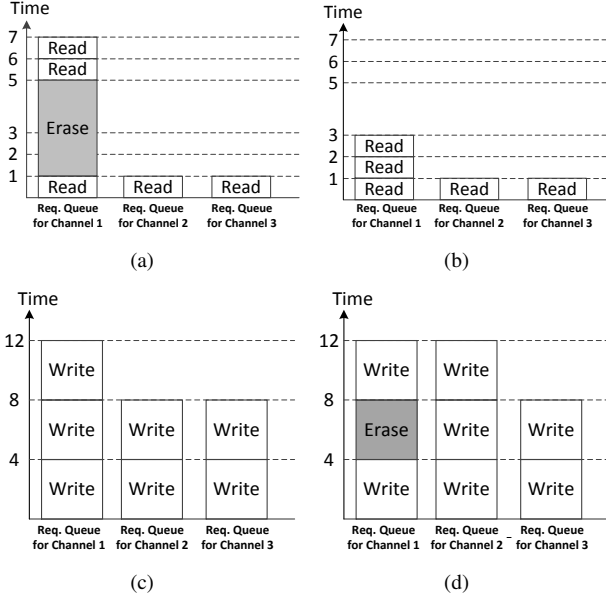 Time
7
Read
6
Read
5
Erase
3
2
1
Read
Read
Read
Req. Queue for Channel 1
Req. Queue for Channel 2
Req. Queue for Channel 3
(a)
Time
7
6
5
3
Read
2
Read
1
Read
Read
Read
Req. Queue for Channel 1
Req. Queue for Channel 2
Req. Queue for Channel 3
(b)
Time
12
Write
8
Write
Write
Write
4
Write
Write
Write
Req. Queue for Channel 1
Req. Queue for Channel 2
Req. Queue for Channel 3
(c)
Time
12
Write
Write
8
Erase
Write
Write
4
Write
Write
Write
Req. Queue for Channel 1
Req. Queue for Channel 2
-
Req. Queue for Channel 3
(d)